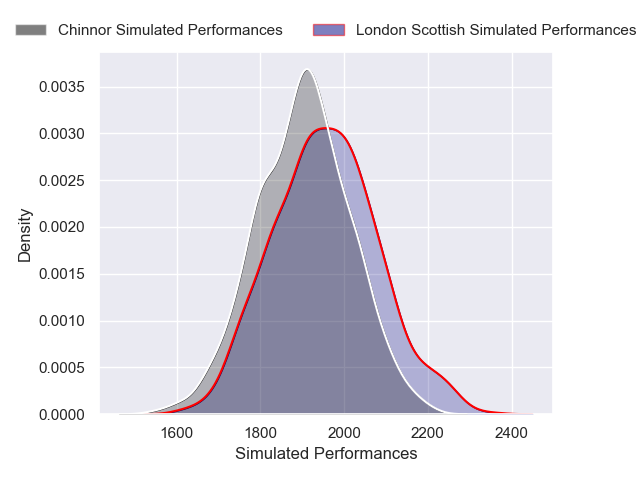 Chinnor Simulated Performances
London Scottish Simulated Performances
0.0035
0.0030
0.0025
0.0020
0.0015
0.0010
0.0005
0.0000
Density
1600 1800 2000 2200 2400
Simulated Performances